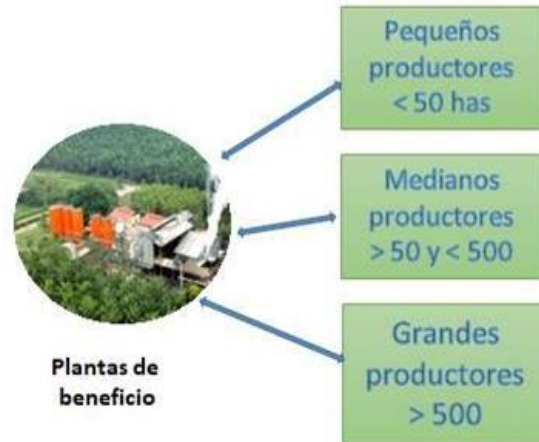 Pequeños
productores
< 50 has
Medianos
productores
> 50 y < 500
Grandes
productores
> 500
Plantas de
beneficio